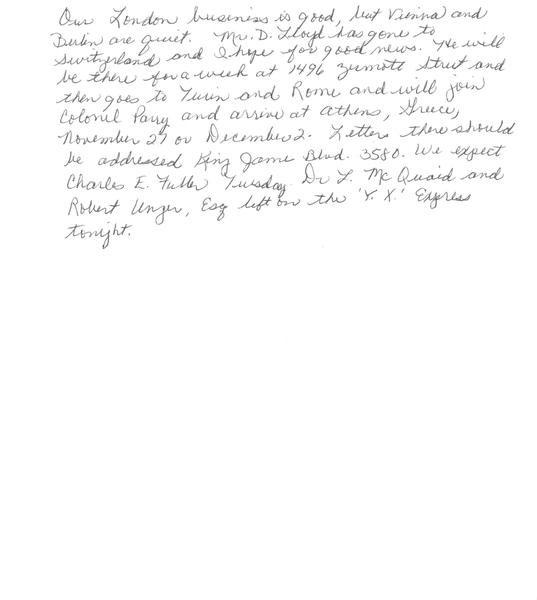 Our London business is good, but Vienna and
Berlin are quiet. Mr. D. Lloyd has gone to
Switzerland and I hope for good news. He will
be there for a week at 1496 Zermott Street and
then goes to Turin and Rome and will join
Colonel Parry and arrive at Athens, Greece,
November 27 or December 2. Letters there should
be addressed King James Blvd. 3580. We expect
Charles E. Fuller Tuesday. Dr. L. McQuaid and
Robert Unger, Esq left on the 'Y. X.' Express
tonight.